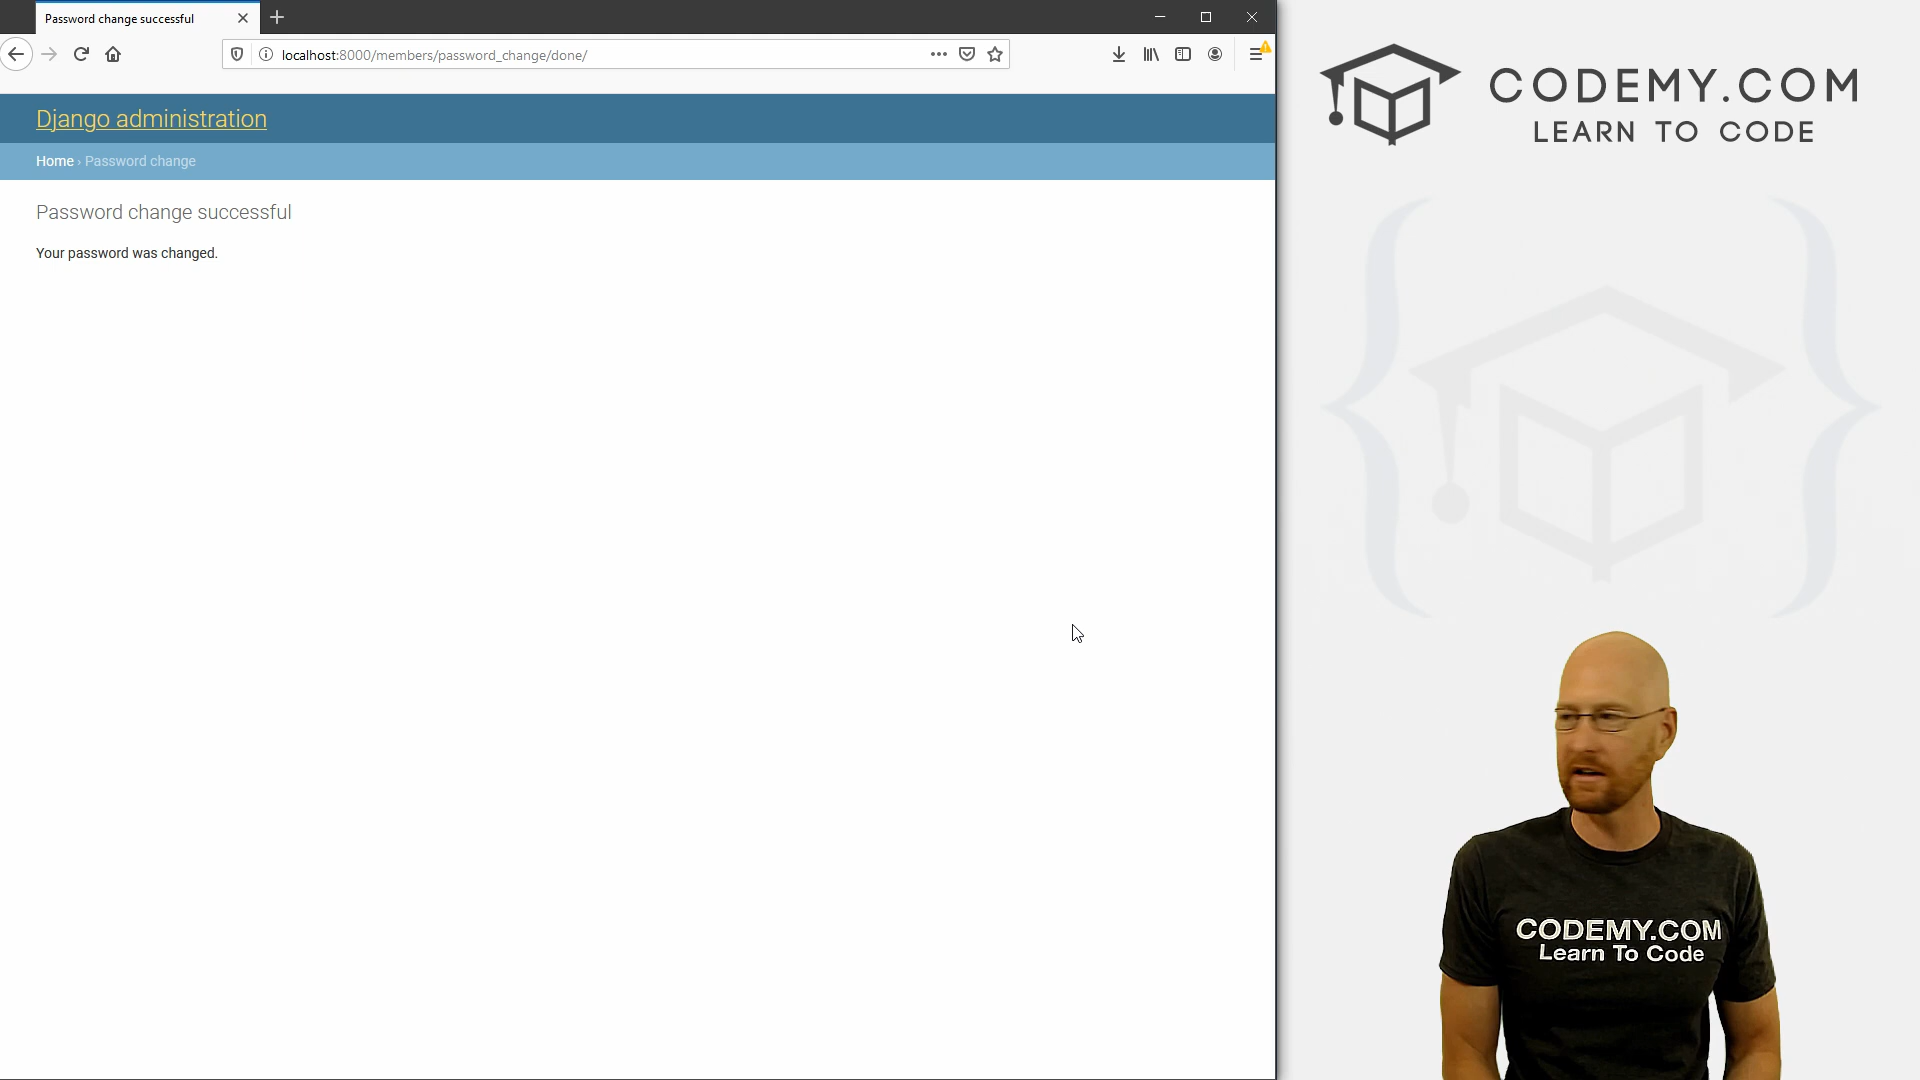 Password change successful
localhost:8000/members/password_change/done/
Django administration
Home › Password change
Password change successful
Your password was changed.
CODEMY.COM
LEARN TO CODE
CODEMY.COM
Learn To Code